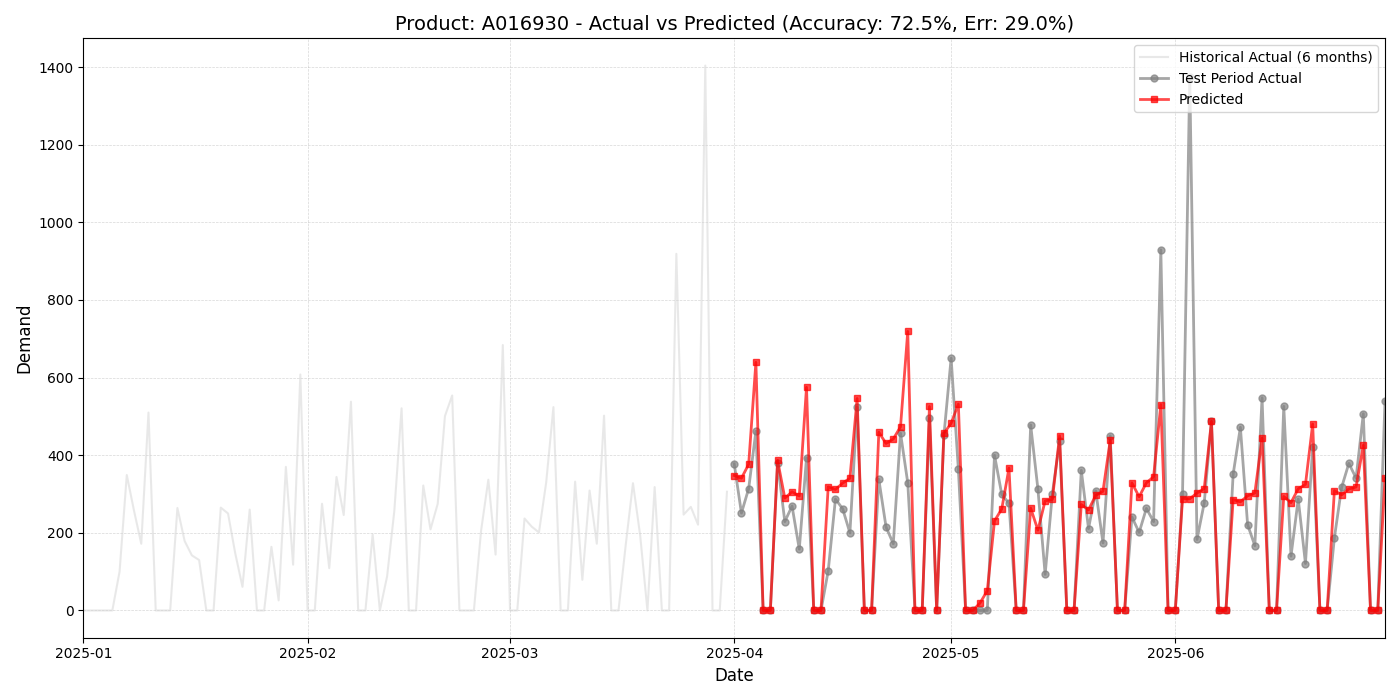 Product: A016930 - Actual vs Predicted (Accuracy: 72.5%, Err: 29.0%)
Historical Actual (6 months)
Test Period Actual
Predicted
1400
1200
1000
800
600
400
200
0
Demand
2025-01
2025-02
2025-03
2025-04
2025-05
2025-06
Date